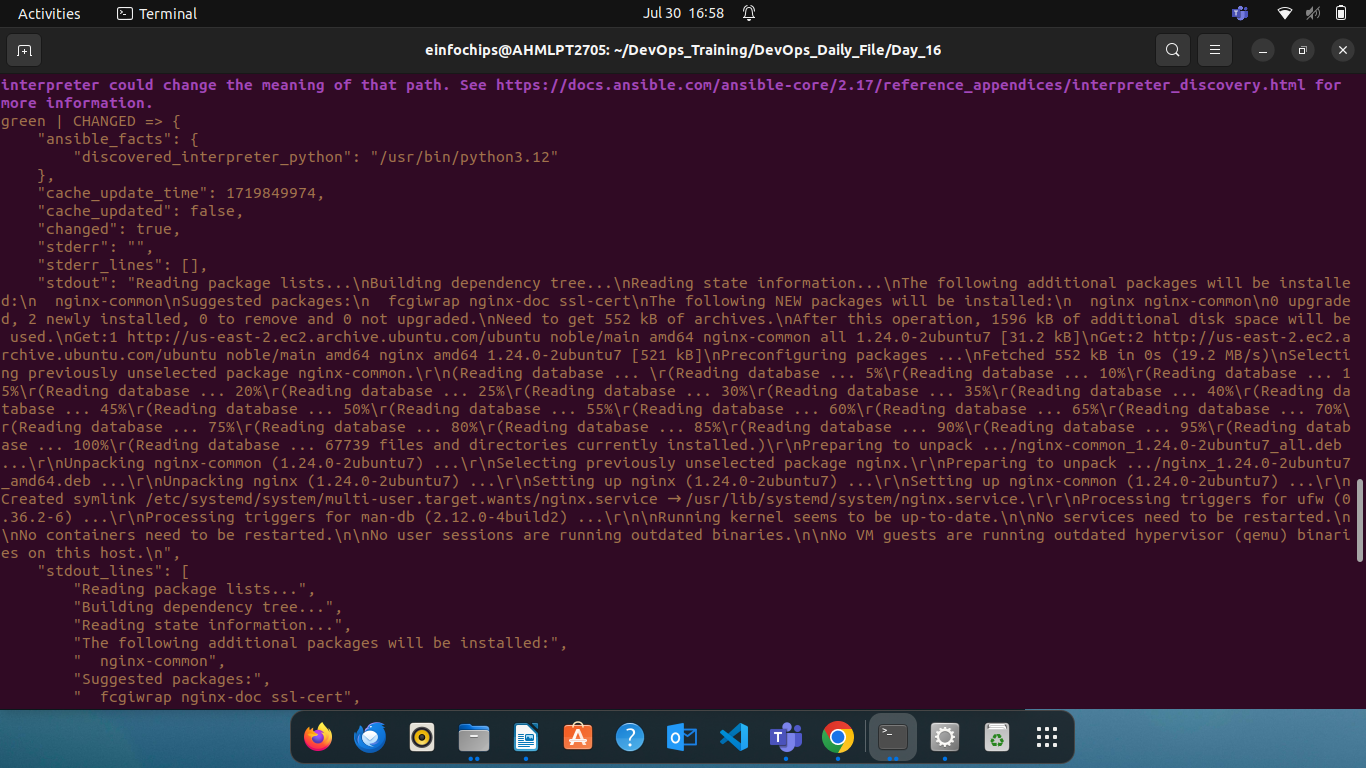 Activities
Terminal
Jul 30 16:58
einfochips@AHMLPT2705: ~/DevOps_Training/DevOps_Daily_File/Day_16
interpreter could change the meaning of that path. See https://docs.ansible.com/ansible-core/2.17/reference_appendices/interpreter_discovery.html for
more information.
green | CHANGED => {
    "ansible_facts": {
        "discovered_interpreter_python": "/usr/bin/python3.12"
    },
    "cache_update_time": 1719849974,
    "cache_updated": false,
    "changed": true,
    "stderr": "",
    "stderr_lines": [],
    "stdout": "Reading package lists...\nBuilding dependency tree...\nReading state information...\nThe following additional packages will be installe
d:\n  nginx-common\nSuggested packages:\n  fcgiwrap nginx-doc ssl-cert\nThe following NEW packages will be installed:\n  nginx nginx-common\n0 upgrade
d, 2 newly installed, 0 to remove and 0 not upgraded.\nNeed to get 552 kB of archives.\nAfter this operation, 1596 kB of additional disk space will be
 used.\nGet:1 http://us-east-2.ec2.archive.ubuntu.com/ubuntu noble/main amd64 nginx-common all 1.24.0-2ubuntu7 [31.2 kB]\nGet:2 http://us-east-2.ec2.a
rchive.ubuntu.com/ubuntu noble/main amd64 nginx amd64 1.24.0-2ubuntu7 [521 kB]\nPreconfiguring packages ...\nFetched 552 kB in 0s (19.2 MB/s)\nSelecti
ng previously unselected package nginx-common.\r\n(Reading database ... \r(Reading database ... 5%\r(Reading database ... 10%\r(Reading database ... 1
5%\r(Reading database ... 20%\r(Reading database ... 25%\r(Reading database ... 30%\r(Reading database ... 35%\r(Reading database ... 40%\r(Reading da
tabase ... 45%\r(Reading database ... 50%\r(Reading database ... 55%\r(Reading database ... 60%\r(Reading database ... 65%\r(Reading database ... 70%\
r(Reading database ... 75%\r(Reading database ... 80%\r(Reading database ... 85%\r(Reading database ... 90%\r(Reading database ... 95%\r(Reading datab
ase ... 100%\r(Reading database ... 67739 files and directories currently installed.)\r\nPreparing to unpack .../nginx-common_1.24.0-2ubuntu7_all.deb
...\r\nUnpacking nginx-common (1.24.0-2ubuntu7) ...\r\nSelecting previously unselected package nginx.\r\nPreparing to unpack .../nginx_1.24.0-2ubuntu7
_amd64.deb ...\r\nUnpacking nginx (1.24.0-2ubuntu7) ...\r\nSetting up nginx (1.24.0-2ubuntu7) ...\r\nSetting up nginx-common (1.24.0-2ubuntu7) ...\r\n
Created symlink /etc/systemd/system/multi-user.target.wants/nginx.service → /usr/lib/systemd/system/nginx.service.\r\r\nProcessing triggers for ufw (0
.36.2-6) ...\r\nProcessing triggers for man-db (2.12.0-4build2) ...\r\n\nRunning kernel seems to be up-to-date.\n\nNo services need to be restarted.\n
\nNo containers need to be restarted.\n\nNo user sessions are running outdated binaries.\n\nNo VM guests are running outdated hypervisor (qemu) binari
es on this host.\n",
    "stdout_lines": [
        "Reading package lists...",
        "Building dependency tree...",
        "Reading state information...",
        "The following additional packages will be installed:",
        "  nginx-common",
        "Suggested packages:",
        "  fcgiwrap nginx-doc ssl-cert",